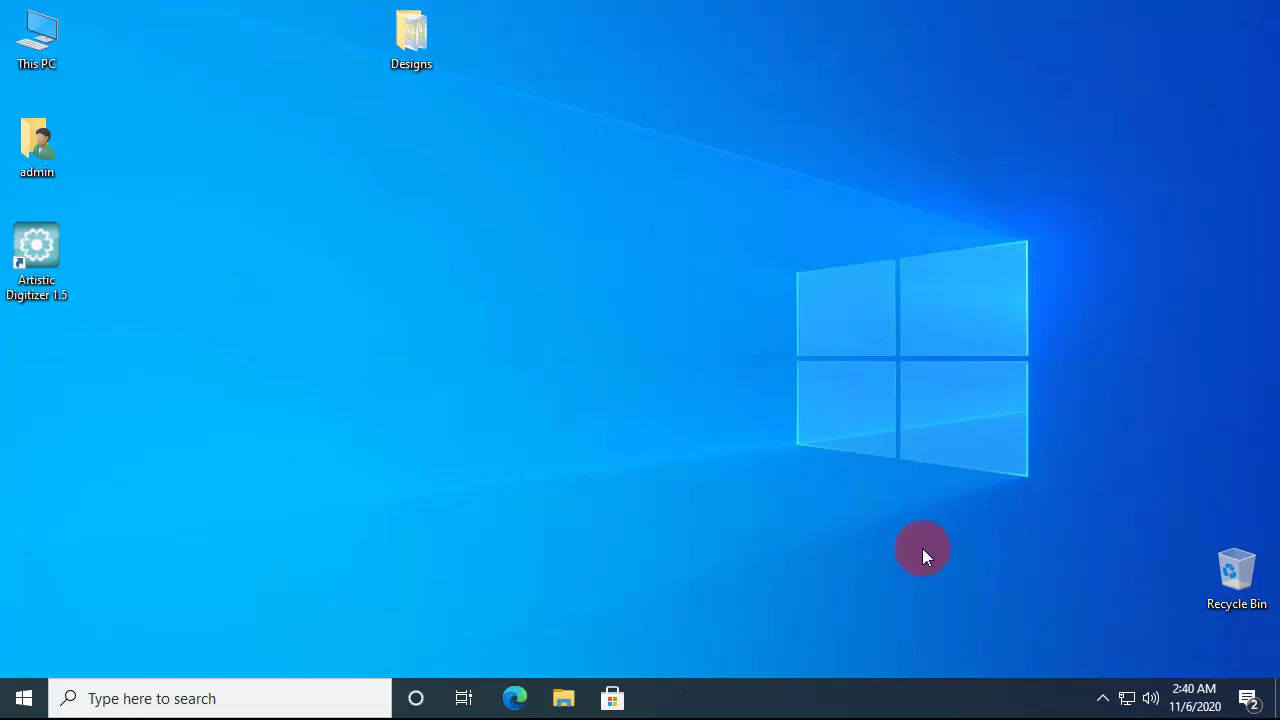 This PC
Designs
admin
Artistic
Digitizer 1.5
Recycle Bin
Type here to search
2:40 AM
11/6/2020
2